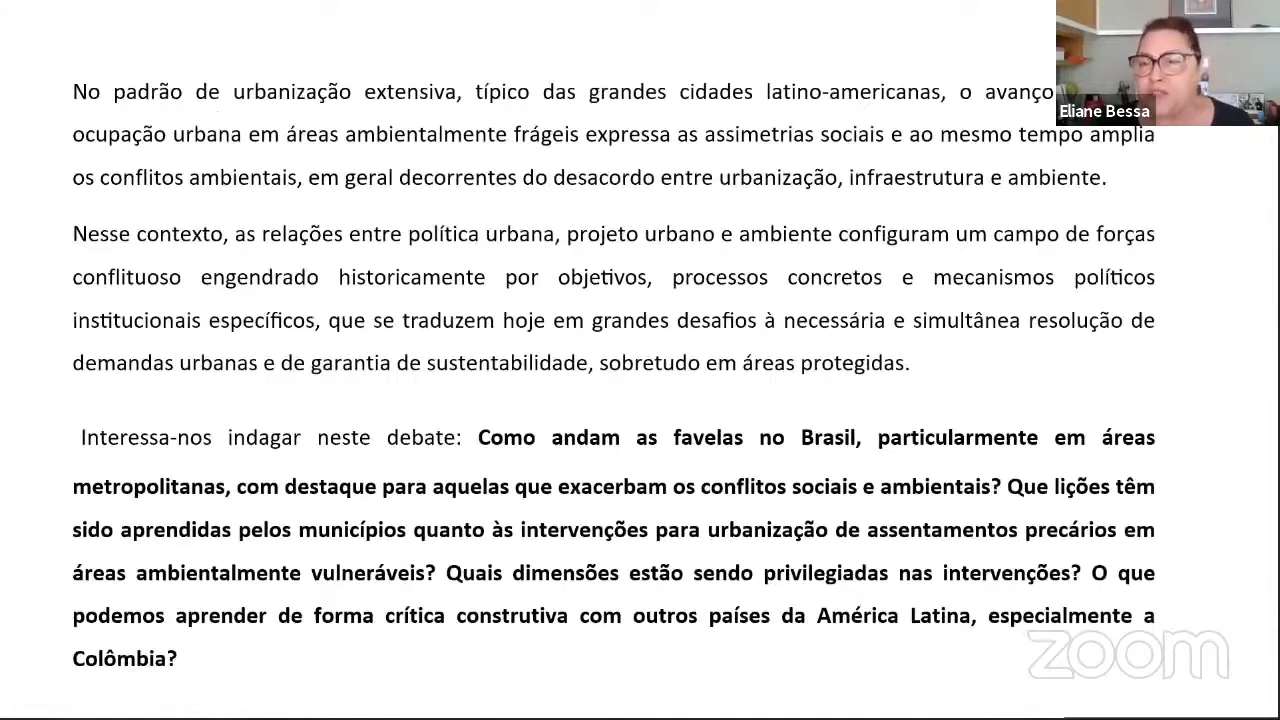 No padrão de urbanização extensiva, típico das grandes cidades latino-americanas, o avanço
Eliane Bessa
ocupação urbana em áreas ambientalmente frágeis expressa as assimetrias sociais e ao mesmo tempo amplia
os conflitos ambientais, em geral decorrentes do desacordo entre urbanização, infraestrutura e ambiente.
Nesse contexto, as relações entre política urbana, projeto urbano e ambiente configuram um campo de forças
conflituoso engendrado historicamente por objetivos, processos concretos e mecanismos políticos
institucionais específicos, que se traduzem hoje em grandes desafios à necessária e simultânea resolução de
demandas urbanas e de garantia de sustentabilidade, sobretudo em áreas protegidas.
Interessa-nos indagar neste debate: Como andam as favelas no Brasil, particularmente em áreas
metropolitanas, com destaque para aquelas que exacerbam os conflitos sociais e ambientais? Que lições têm
sido aprendidas pelos municípios quanto às intervenções para urbanização de assentamentos precários em
áreas ambientalmente vulneráveis? Quais dimensões estão sendo privilegiadas nas intervenções? O que
podemos aprender de forma crítica construtiva com outros países da América Latina, especialmente a
Colômbia?
zoom